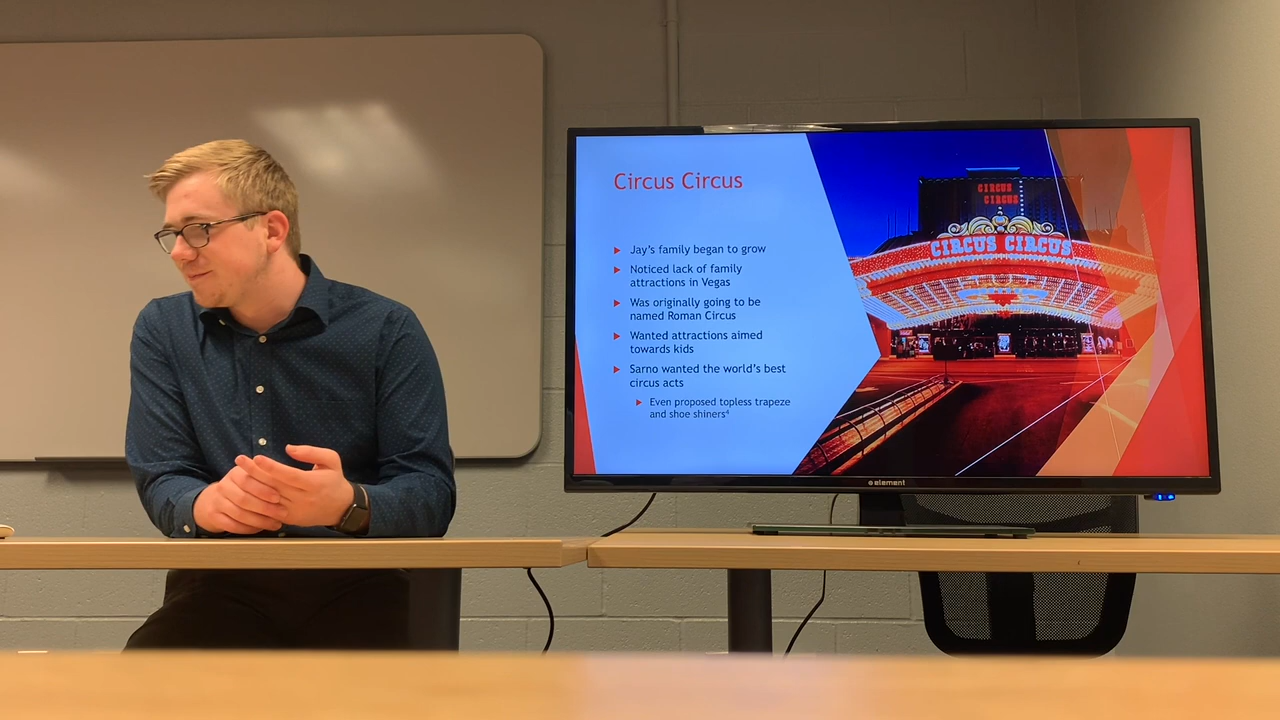 Circus Circus
Jay's family began to grow
Noticed lack of family
attractions in Vegas
Was originally going to be
named Roman Circus
Wanted attractions aimed
towards kids
Sarno wanted the world's best
circus acts
Even proposed topless trapeze
and shoe shiners⁴
CIRCUS
CIRCUS
CIRCUS CIRCUS
element